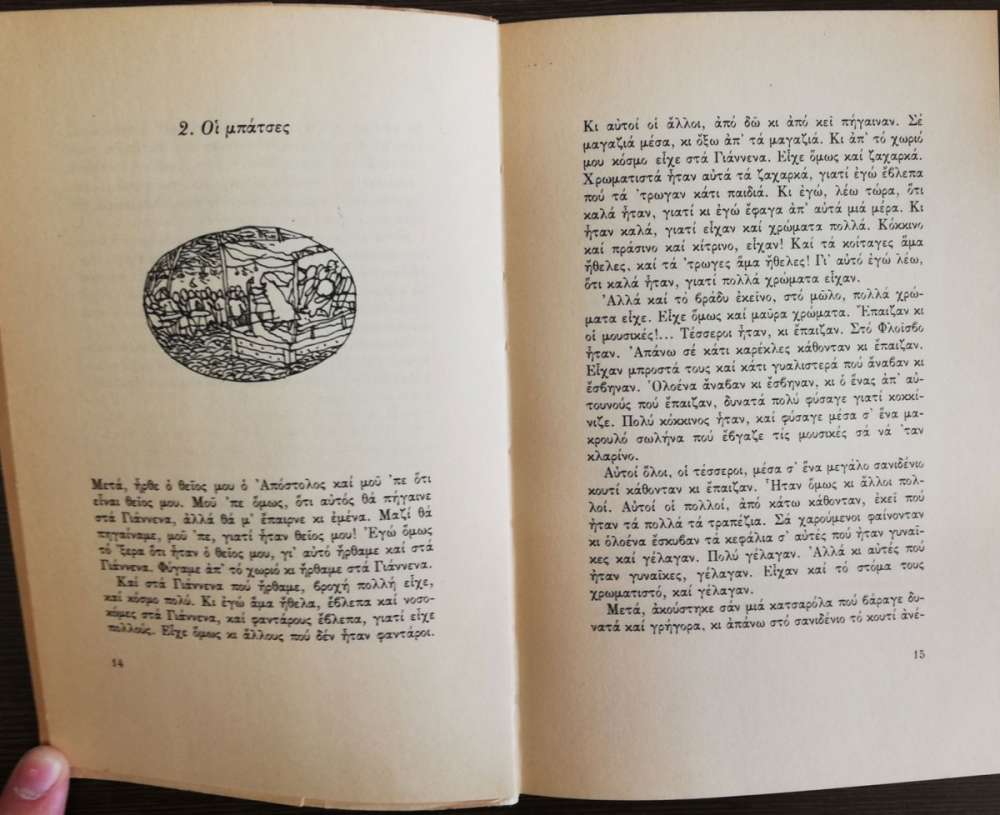 2. Οἱ μπάτσες
Μετά, ἦρθε ὁ θεῖος μου ὁ Ἀπόστολος καί μοῦ ᾿πε ὅτι
εἶναι θεῖος μου. Μοῦ ᾿πε ὅμως, ὅτι αὐτός θά πήγαινε
στά Γιάννενα, ἀλλά θά μ᾿ ἔπαιρνε κι ἐμένα. Μαζί θά
πηγαίναμε, μοῦ ᾿πε, γιατί ἦταν θεῖος μου! Ἐγώ ὅμως
τό ᾿ξερα ὅτι ἦταν ὁ θεῖος μου, γι᾿ αὐτό ἤρθαμε καί στά
Γιάννενα. Φύγαμε ἀπ᾿ τό χωριό κι ἤρθαμε στά Γιάννενα.
Καί στά Γιάννενα πού ἤρθαμε, βροχή πολλή εἶχε,
καί κόσμο πολύ. Κι ἐγώ ἅμα ἤθελα, ἔβλεπα καί νοσο-
κόμες στά Γιάννενα, καί φαντάρους ἔβλεπα, γιατί εἶχε
πολλούς. Εἶχε ὅμως κι ἄλλους πού δέν ἦταν φαντάροι.
14
Κι αὐτοί οἱ ἄλλοι, ἀπό δῶ κι ἀπό κεῖ πήγαιναν. Σέ
μαγαζιά μέσα, κι ὄξω ἀπ᾿ τά μαγαζιά. Κι ἀπ᾿ τό χωριό
μου κόσμο εἶχε στά Γιάννενα. Εἶχε ὅμως καί ζαχαρκά.
Χρωματιστά ἦταν αὐτά τά ζαχαρκά, γιατί ἐγώ ἔβλεπα
πού τά ᾿τρωγαν κάτι παιδιά. Κι ἐγώ, λέω τώρα, ὅτι
καλά ἦταν, γιατί κι ἐγώ ἔφαγα ἀπ᾿ αὐτά μιά μέρα. Κι
ἦταν καλά, γιατί εἶχαν καί χρώματα πολλά. Κόκκινο
καί πράσινο καί κίτρινο, εἶχαν! Καί τά κοίταγες ἅμα
ἤθελες, καί τά ᾿τρωγες ἅμα ἤθελες! Γι᾿ αὐτό ἐγώ λέω,
ὅτι καλά ἦταν, γιατί πολλά χρώματα εἶχαν.
Ἀλλά καί τό βράδυ ἐκεῖνο, στό μῶλο, πολλά χρώ-
ματα εἶχε. Εἶχε ὅμως καί μαῦρα χρώματα. Ἔπαιζαν κι
οἱ μουσικές!... Τέσσεροι ἦταν, κι ἔπαιζαν. Στό Φλοῖσβο
ἦταν. Ἀπάνω σέ κάτι καρέκλες κάθονταν κι ἔπαιζαν.
Εἶχαν μπροστά τους καί κάτι γυαλιστερά πού ἄναβαν κι
ἔσβηναν. Ὁλοένα ἄναβαν κι ἔσβηναν, κι ὁ ἕνας ἀπ᾿ αὐ-
τουνούς πού ἔπαιζαν, δυνατά πολύ φύσαγε γιατί κοκκί-
νιζε. Πολύ κόκκινος ἦταν, καί φύσαγε μέσα σ᾿ ἕνα μα-
κρουλό σωλήνα πού ἔβγαζε τίς μουσικές σά νά ᾿ταν
κλαρίνο.
Αὐτοί ὅλοι, οἱ τέσσεροι, μέσα σ᾿ ἕνα μεγάλο σανιδένιο
κουτί κάθονταν κι ἔπαιζαν. Ἦταν ὅμως κι ἄλλοι πολ-
λοί. Αὐτοί οἱ πολλοί, ἀπό κάτω κάθονταν, ἐκεῖ πού
ἦταν τά πολλά τά τραπέζια. Σά χαρούμενοι φαίνονταν
κι ὁλοένα ἔσκυβαν τά κεφάλια σ᾿ αὐτές πού ἦταν γυναῖ-
κες καί γέλαγαν. Πολύ γέλαγαν. Ἀλλά κι αὐτές πού
ἦταν γυναῖκες, γέλαγαν. Εἶχαν καί τό στόμα τους
χρωματιστό, καί γέλαγαν.
Μετά, ἀκούστηκε σάν μιά κατσαρόλα πού βάραγε δυ-
νατά καί γρήγορα, κι ἀπάνω στό σανιδένιο τό κουτί ἀνέ-
15